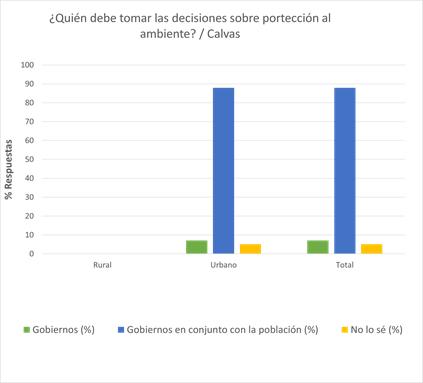 ¿Quién debe tomar las decisiones sobre portección al
ambiente? / Calvas
% Respuestas
100
90
80
70
60
50
40
30
20
10
0
Rural Urbano Total
Gobiernos (%) Gobiernos en conjunto con la población (%) No lo sé (%)